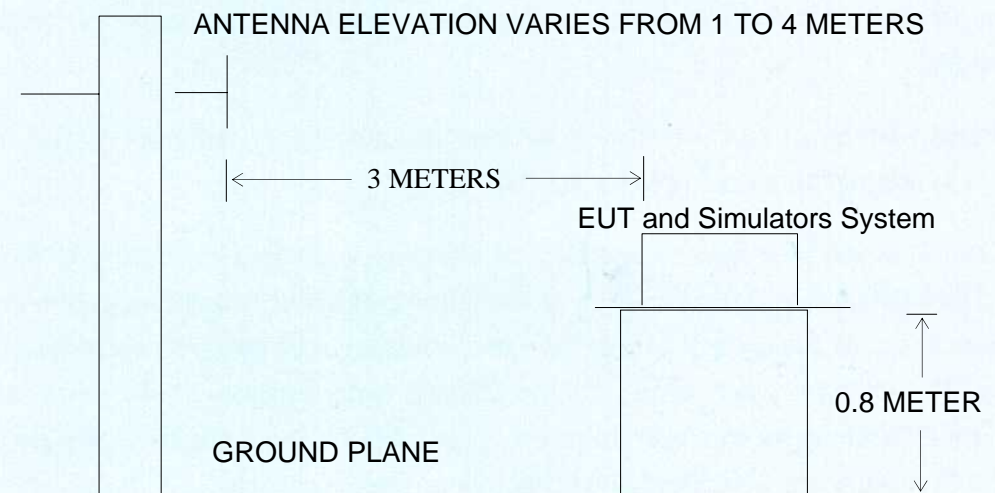 ANTENNA ELEVATION VARIES FROM 1 TO 4 METERS
3 METERS
EUT and Simulators System
0.8 METER
GROUND PLANE